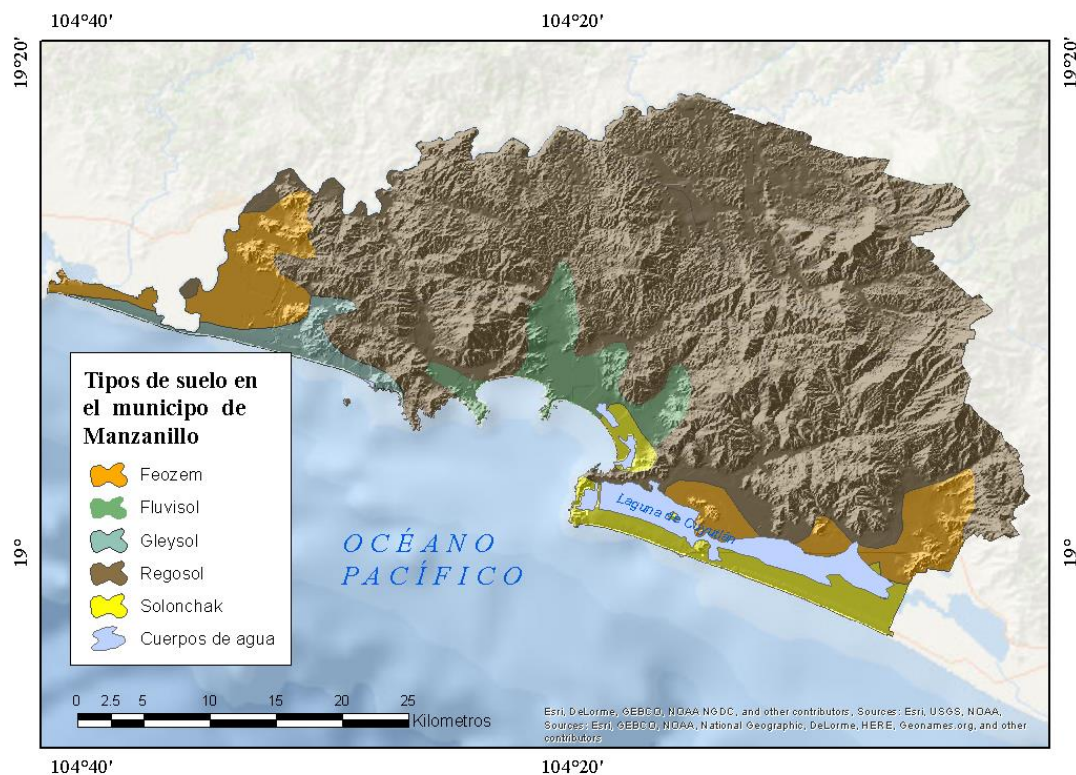 104°40'
104°20'
19°20'
19°20'
Tipos de suelo en
el municipo de
Manzanillo
Feozem
Fluvisol
Gleysol
Regosol
Solonchak
Cuerpos de agua
Laguna de Cuyutlán
OCÉANO
PACÍFICO
19°
19°
0 2.5 5 10 15 20 25
Kilometros
Esri, DeLorme, GEBCO, NOAA NGDC, and other contributors, Sources: Esri, USGS, NOAA,
Sources: Esri, GEBCO, NOAA, National Geographic, DeLorme, HERE, Geonames.org, and other
contributors
104°40'
104°20'